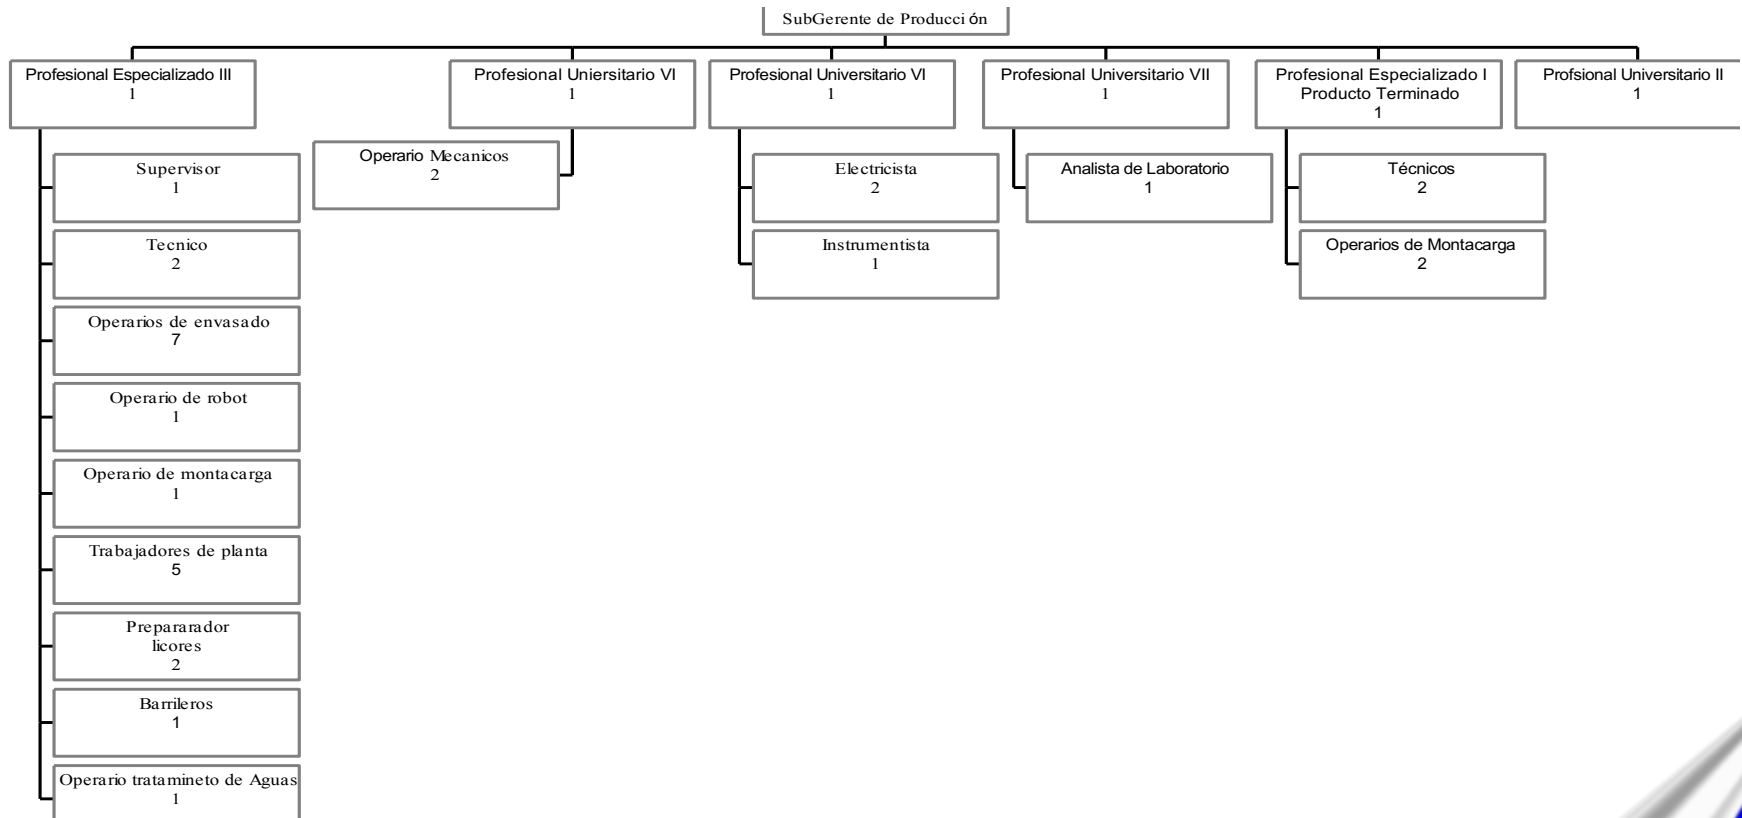 SubGerente de Producción
Profesional Especializado III
1
Profesional Uniersitario VI
1
Profesional Universitario VI
1
Profesional Universitario VII
1
Profesional Especializado I
Producto Terminado
1
Profsional Universitario II
1
Supervisor
1
Tecnico
2
Operarios de envasado
7
Operario de robot
1
Operario de montacarga
1
Trabajadores de planta
5
Prepararador
licores
2
Barrileros
1
Operario tratamineto de Aguas
1
Operario Mecanicos
2
Electricista
2
Instrumentista
1
Analista de Laboratorio
1
Técnicos
2
Operarios de Montacarga
2